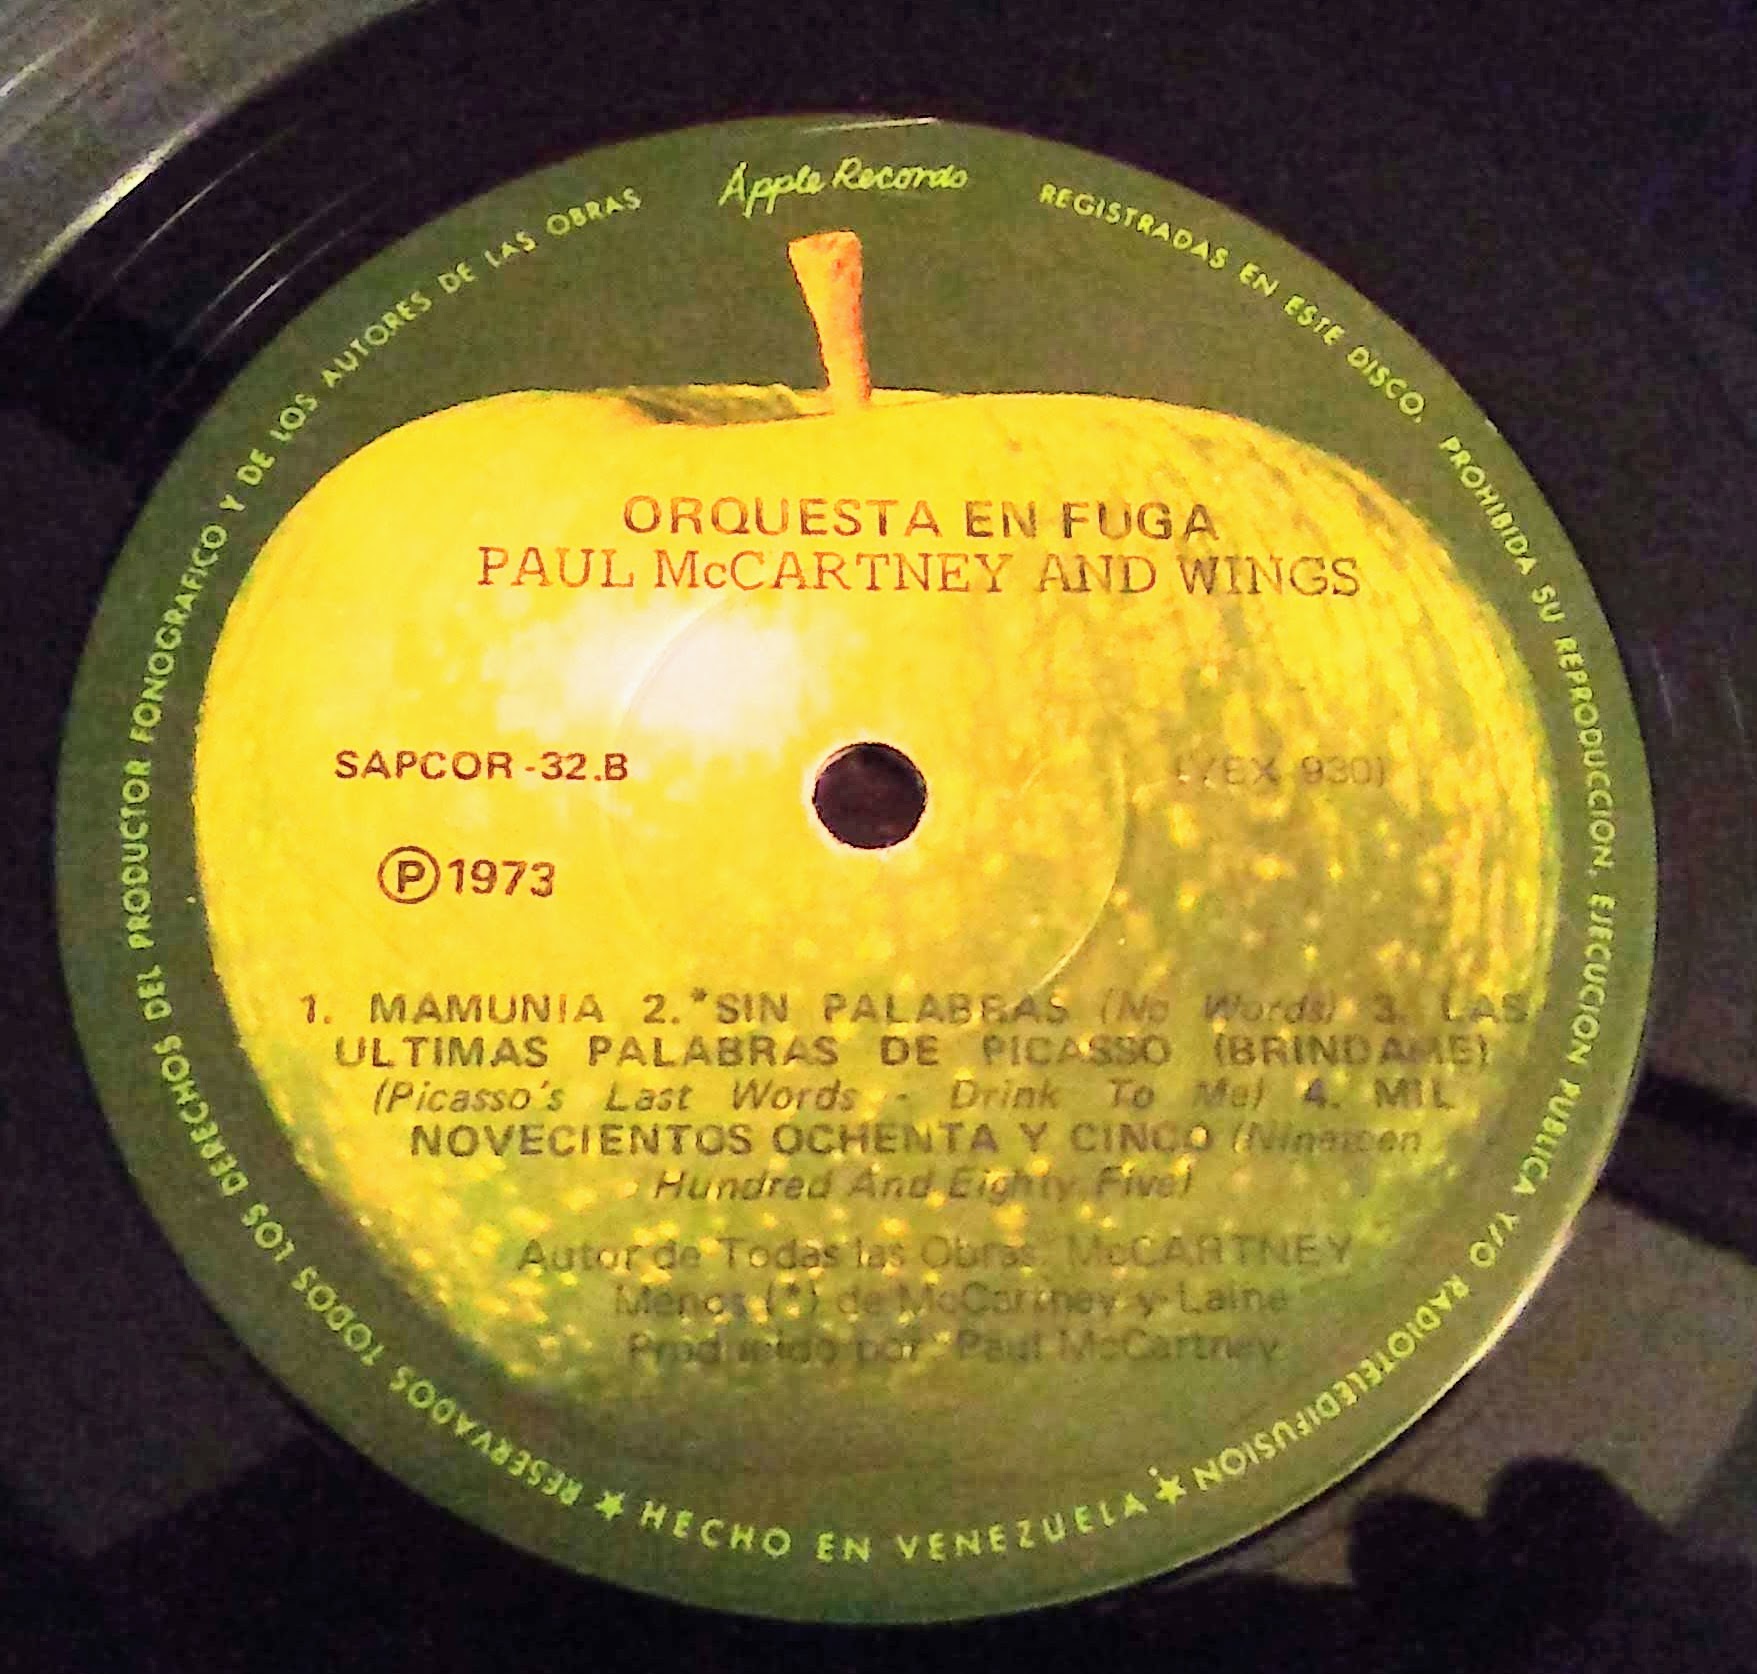 Apple Records
ORQUESTA EN FUGA
PAUL McCARTNEY AND WINGS
SAPCOR-32.B
(YEX 930)
Ⓟ1973
1. MAMUNIA 2. *SIN PALABRAS (No Words) 3. LAS
ULTIMAS PALABRAS DE PICASSO (BRINDAME)
(Picasso's Last Words - Drink To Me) 4. MIL
NOVECIENTOS OCHENTA Y CINCO (Nineteen
Hundred And Eighty Five)
Autor de Todas las Obras: McCARTNEY
Menos (*) de McCartney y Laine
Producido por: Paul McCartney
RESERVADOS TODOS LOS DERECHOS DEL PRODUCTOR FONOGRAFICO Y DE LOS AUTORES DE LAS OBRAS REGISTRADAS EN ESTE DISCO. PROHIBIDA SU REPRODUCCION, EJECUCION PUBLICA Y/O RADIOTELEDIFUSION
★ HECHO EN VENEZUELA ★